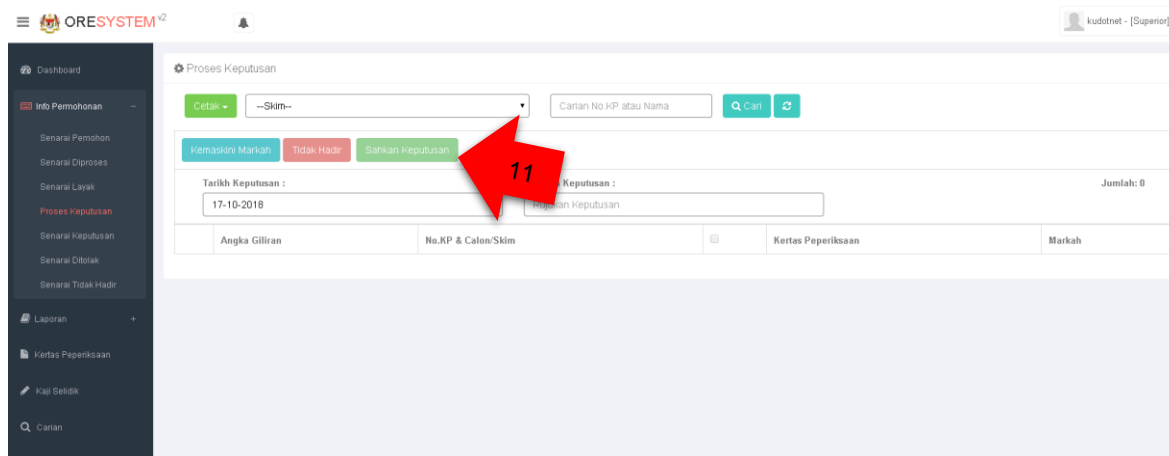 ORESYSTEM v2
kudotnet - [Superior]
Dashboard
Info Permohonan
Senarai Pemohon
Senarai Diproses
Senarai Layak
Proses Keputusan
Senarai Keputusan
Senarai Ditolak
Senarai Tidak Hadir
Laporan
Kertas Peperiksaan
Kaji Selidik
Carian
Proses Keputusan
Cetak --Skim-- Carian No.KP atau Nama Cari
Kemaskini Markah Tidak Hadir Sahkan Keputusan
11
Tarikh Keputusan : Keputusan : Jumlah: 0
17-10-2018 Rujukan Keputusan
Angka Giliran No.KP & Calon/Skim Kertas Peperiksaan Markah